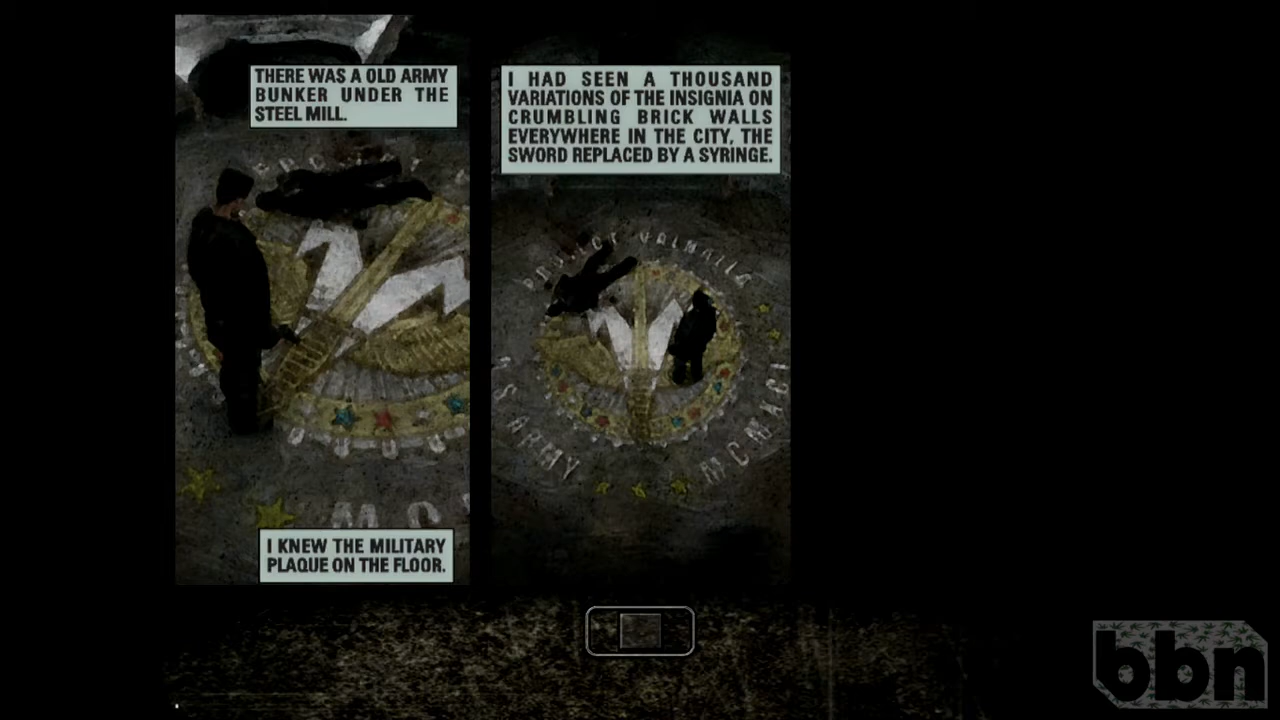 THERE WAS A OLD ARMY
BUNKER UNDER THE
STEEL MILL.
I KNEW THE MILITARY
PLAQUE ON THE FLOOR.
I HAD SEEN A THOUSAND
VARIATIONS OF THE INSIGNIA ON
CRUMBLING BRICK WALLS
EVERYWHERE IN THE CITY, THE
SWORD REPLACED BY A SYRINGE.
VALHALLA
ARMY
bbn